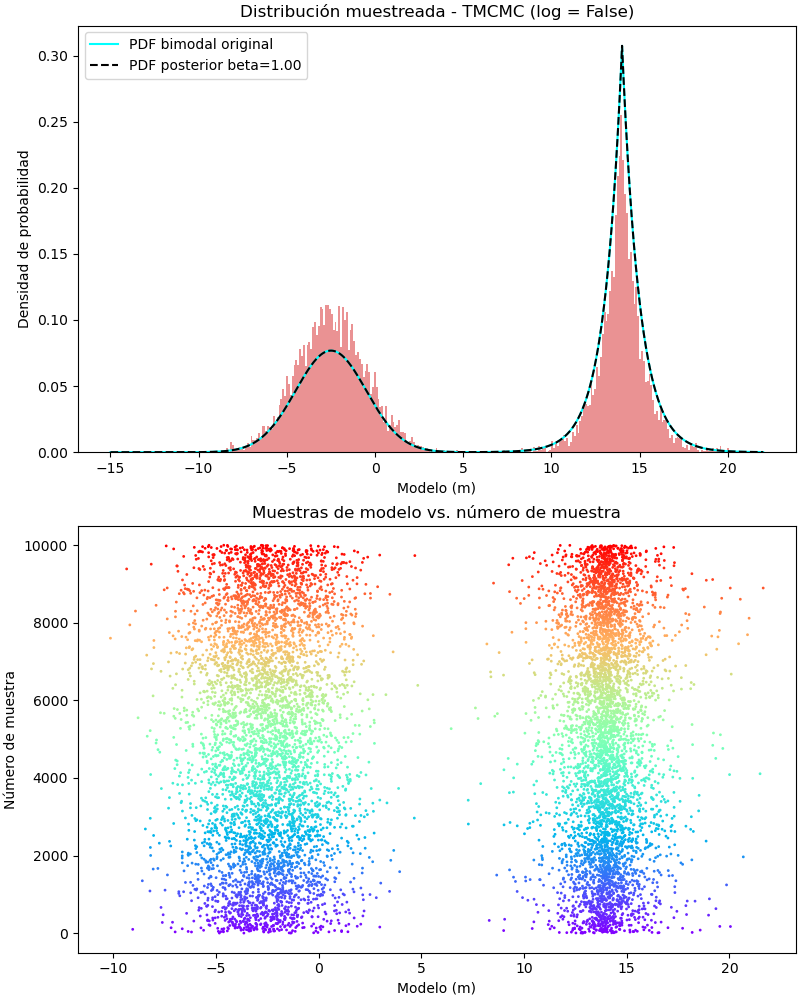 Distribución muestreada - TMCMC (log = False)
PDF bimodal original
PDF posterior beta=1.00
Densidad de probabilidad
0.30
0.25
0.20
0.15
0.10
0.05
0.00
−15 −10 −5 0 5 10 15 20
Modelo (m)
Muestras de modelo vs. número de muestra
Número de muestra
10000
8000
6000
4000
2000
0
−10 −5 0 5 10 15 20
Modelo (m)